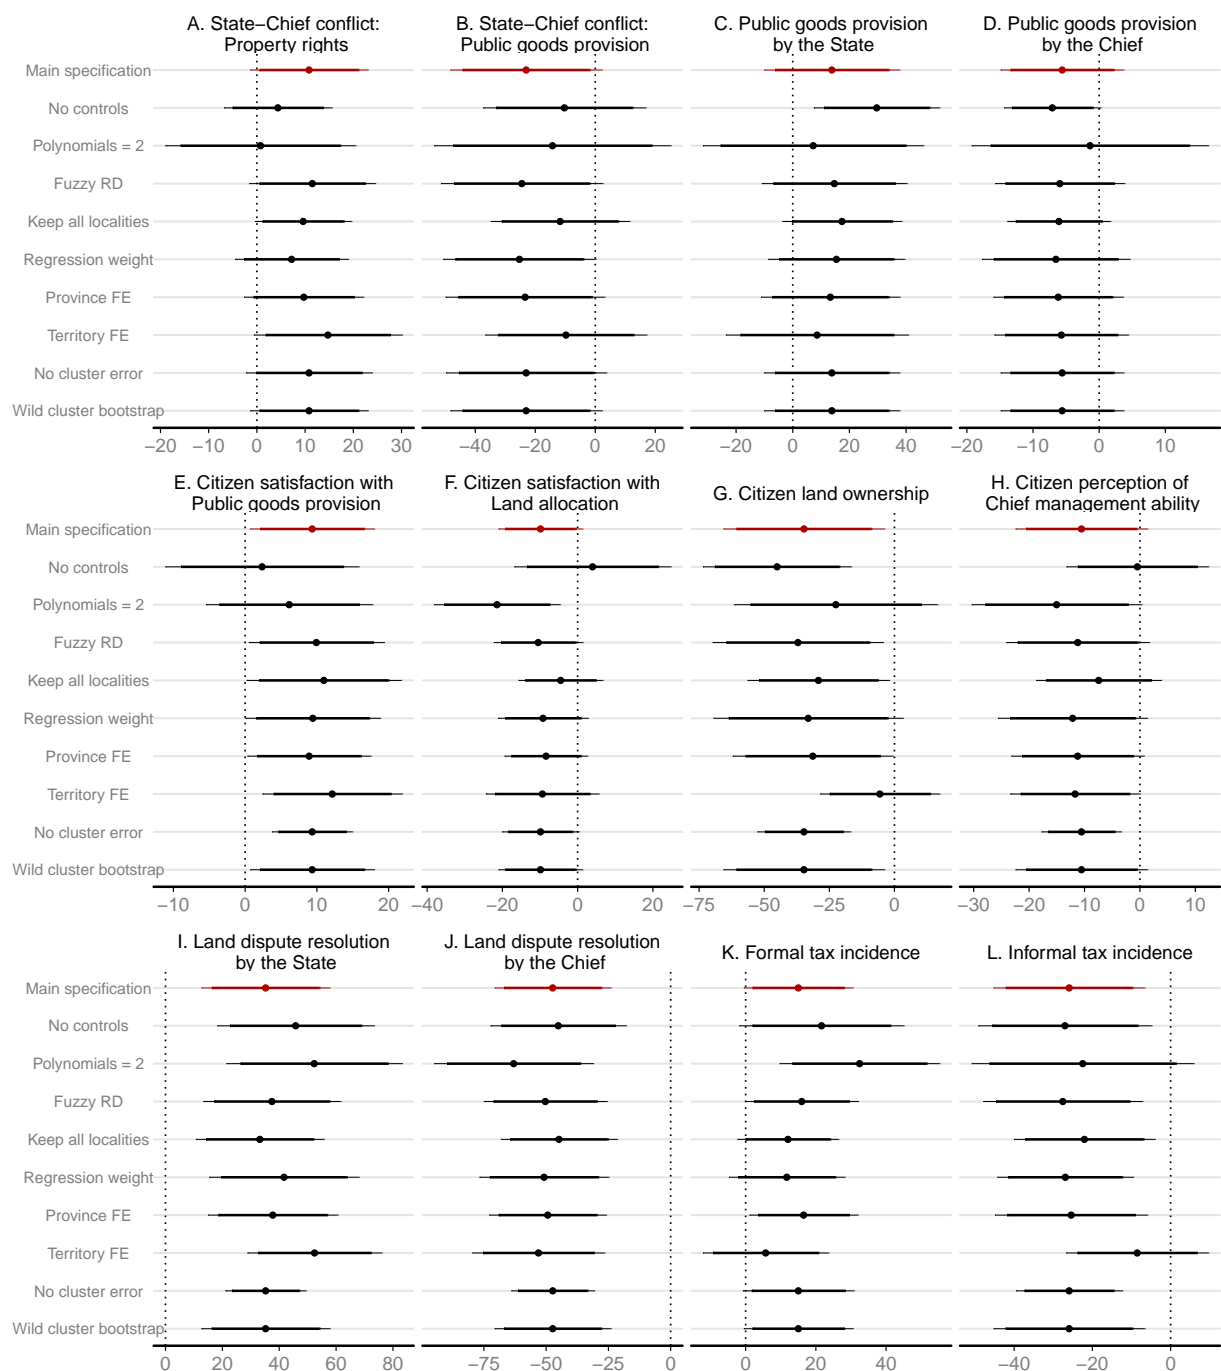 A. State−Chief conflict:
Property rights
B. State−Chief conflict:
Public goods provision
C. Public goods provision
by the State
D. Public goods provision
by the Chief
Main specification
No controls
Polynomials = 2
Fuzzy RD
Keep all localities
Regression weight
Province FE
Territory FE
No cluster error
Wild cluster bootstrap
−20 −10 0 10 20 30
−40 −20 0 20
−20 0 20 40
−20 −10 0 10
E. Citizen satisfaction with
Public goods provision
F. Citizen satisfaction with
Land allocation
G. Citizen land ownership
H. Citizen perception of
Chief management ability
Main specification
No controls
Polynomials = 2
Fuzzy RD
Keep all localities
Regression weight
Province FE
Territory FE
No cluster error
Wild cluster bootstrap
−10 0 10 20
−40 −20 0 20
−75 −50 −25 0
−30 −20 −10 0 10
I. Land dispute resolution
by the State
J. Land dispute resolution
by the Chief
K. Formal tax incidence
L. Informal tax incidence
Main specification
No controls
Polynomials = 2
Fuzzy RD
Keep all localities
Regression weight
Province FE
Territory FE
No cluster error
Wild cluster bootstrap
0 20 40 60 80
−75 −50 −25 0
0 20 40
−40 −20 0